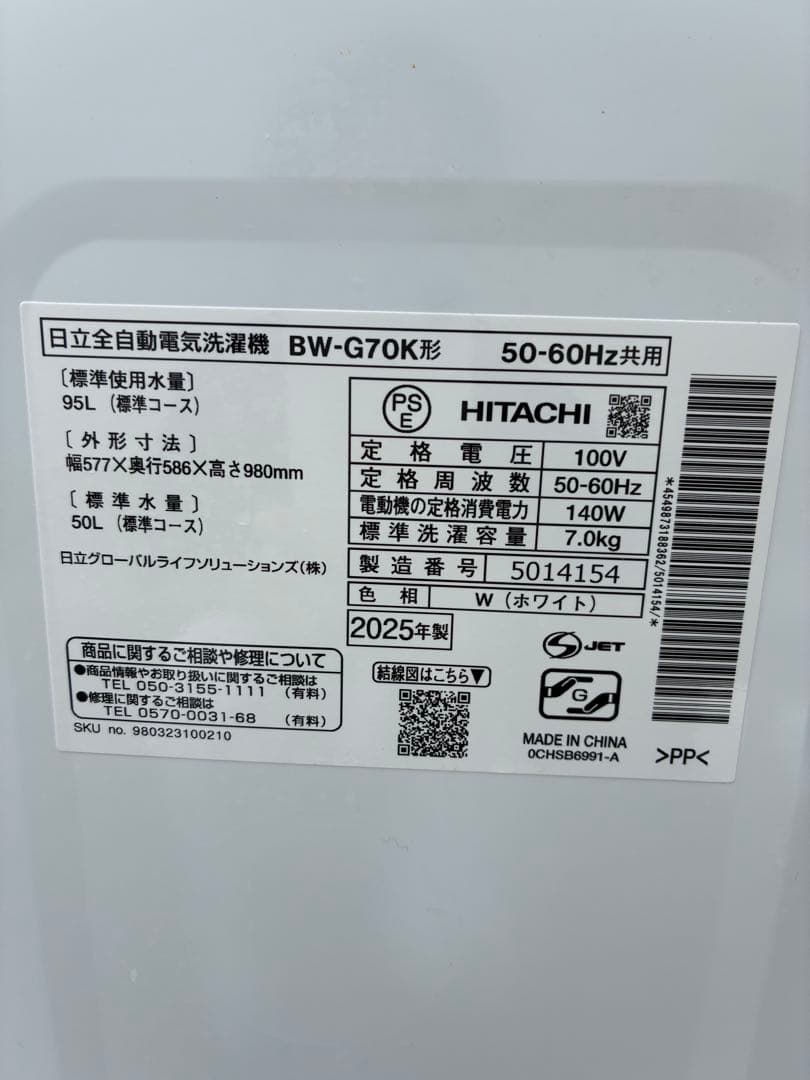 日立全自動電気洗濯機 BW-G70K形 50-60Hz共用
〔標準使用水量〕
95L (標準コース)
〔外形寸法〕
幅577×奥行586×高さ980mm
〔標準水量〕
50L (標準コース)
日立グローバルライフソリューションズ(株)
PS
E
HITACHI
定格電圧 100V
定格周波数 50-60Hz
電動機の定格消費電力 140W
標準洗濯容量 7.0kg
製造番号 5014154
色相 W (ホワイト)
2025年製
*4549873188362/5014154/*
商品に関するご相談や修理について
●商品情報やお取り扱いに関するご相談は
TEL 050-3155-1111 (有料)
●修理に関するご相談は
TEL 0570-0031-68 (有料)
SKU no. 980323100210
結線図はこちら▼
S JET
G
MADE IN CHINA
0CHSB6991-A
>PP<